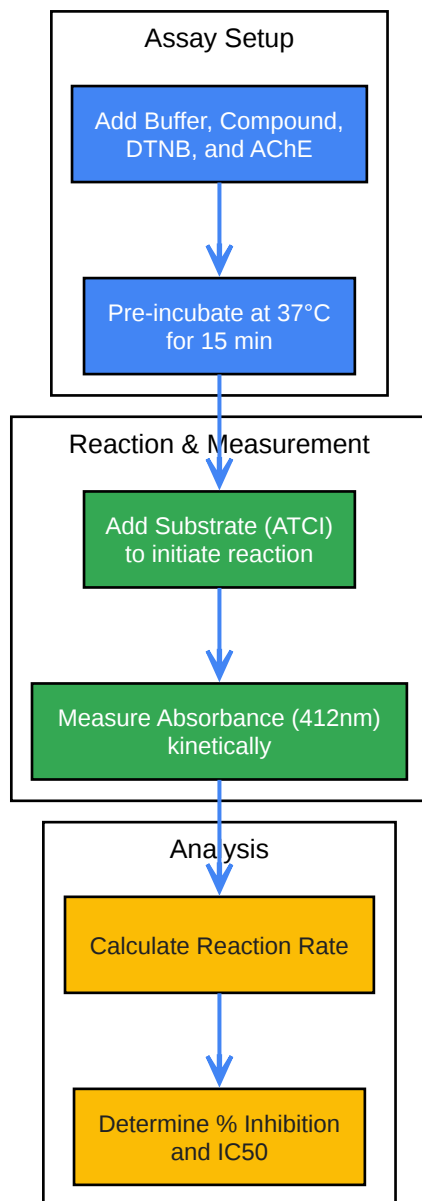 Assay Setup
Add Buffer, Compound,
DTNB, and AChE
Pre-incubate at 37°C
for 15 min
Reaction & Measurement
Add Substrate (ATCI)
to initiate reaction
Measure Absorbance (412nm)
kinetically
Analysis
Calculate Reaction Rate
Determine % Inhibition
and IC50